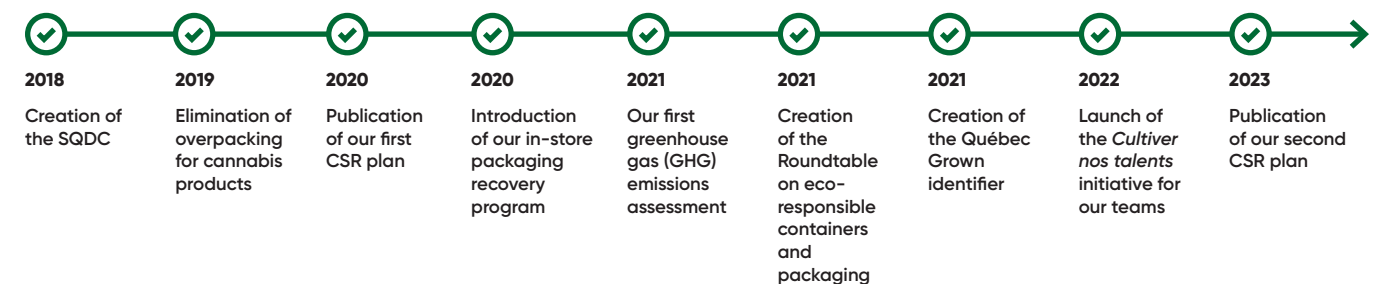 2018
Creation of
the SQDC
2019
Elimination of
overpacking
for cannabis
products
2020
Publication
of our first
CSR plan
2020
Introduction
of our in-store
packaging
recovery
program
2021
Our first
greenhouse
gas (GHG)
emissions
assessment
2021
Creation
of the
Roundtable
on eco-
responsible
containers
and
packaging
2021
Creation of
the Québec
Grown
identifier
2022
Launch of
the Cultiver
nos talents
initiative for
our teams
2023
Publication
of our second
CSR plan